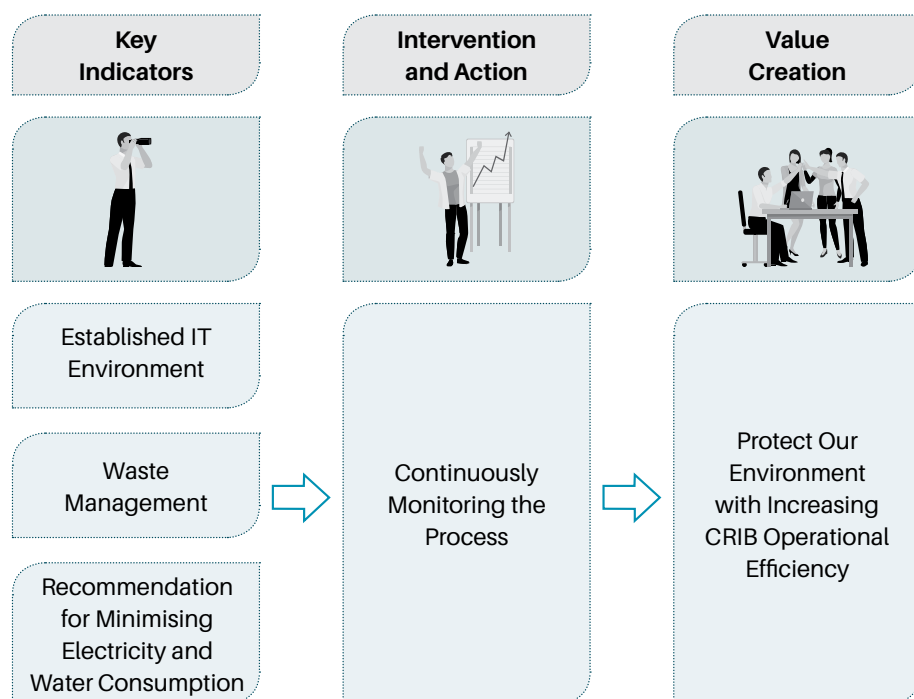 Key
Indicators
Intervention
and Action
Value
Creation
Established IT
Environment
Waste
Management
Recommendation
for Minimising
Electricity and
Water Consumption
Continuously
Monitoring the
Process
Protect Our
Environment
with Increasing
CRIB Operational
Efficiency